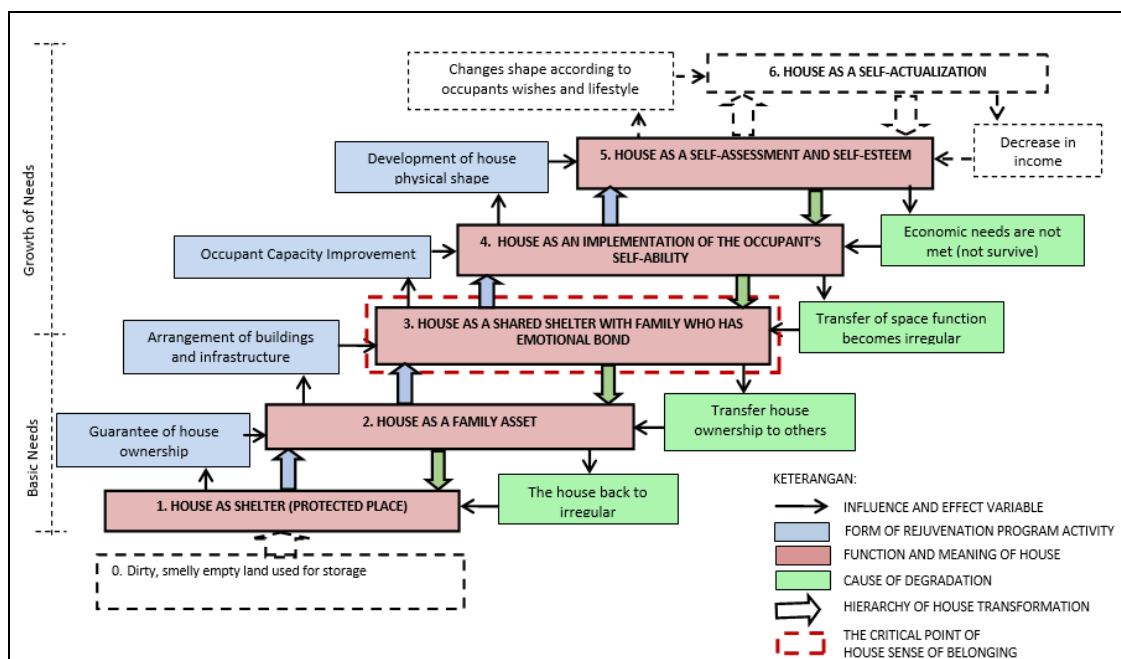 Growth of Needs
Basic Needs
Changes shape according to
occupants wishes and lifestyle
6. HOUSE AS A SELF-ACTUALIZATION
Decrease in
income
Development of house
physical shape
5. HOUSE AS A SELF-ASSESSMENT AND SELF-ESTEEM
Economic needs are not
met (not survive)
Occupant Capacity Improvement
4. HOUSE AS AN IMPLEMENTATION OF THE OCCUPANT'S
SELF-ABILITY
Transfer of space function
becomes irregular
Arrangement of buildings
and infrastructure
3. HOUSE AS A SHARED SHELTER WITH FAMILY WHO HAS
EMOTIONAL BOND
Transfer house
ownership to others
Guarantee of house
ownership
2. HOUSE AS A FAMILY ASSET
The house back to
irregular
1. HOUSE AS SHELTER (PROTECTED PLACE)
0. Dirty, smelly empty land used for storage
KETERANGAN:
INFLUENCE AND EFFECT VARIABLE
FORM OF REJUVENATION PROGRAM ACTIVITY
FUNCTION AND MEANING OF HOUSE
CAUSE OF DEGRADATION
HIERARCHY OF HOUSE TRANSFORMATION
THE CRITICAL POINT OF
HOUSE SENSE OF BELONGING